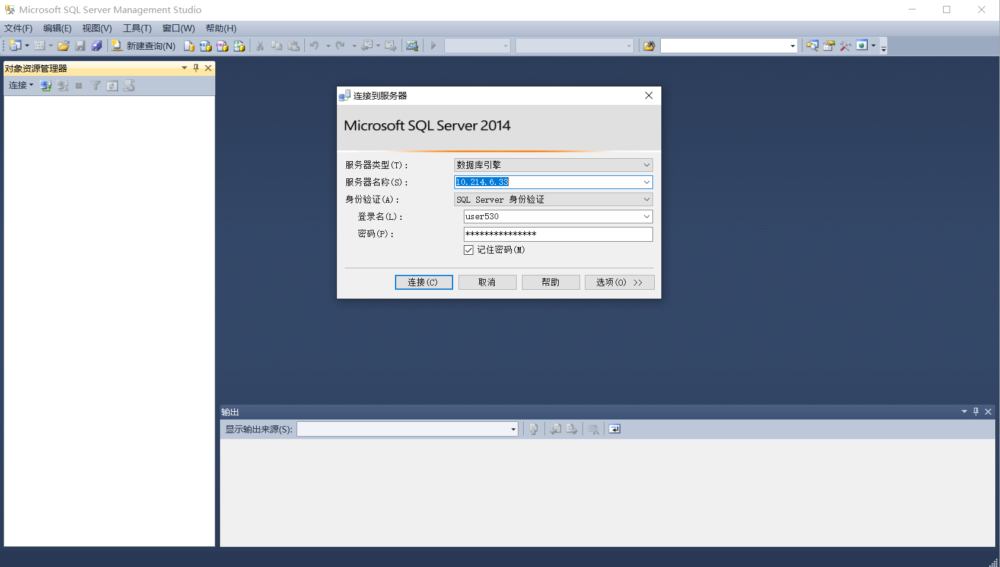 Microsoft SQL Server Management Studio
文件(F) 编辑(E) 视图(V) 工具(T) 窗口(W) 帮助(H)
新建查询(N)
对象资源管理器
连接
连接到服务器
Microsoft SQL Server 2014
服务器类型(T): 数据库引擎
服务器名称(S): 10.214.6.33
身份验证(A): SQL Server 身份验证
登录名(L): user530
密码(P): ***************
记住密码(M)
连接(C) 取消 帮助 选项(O) >>
输出
显示输出来源(S):